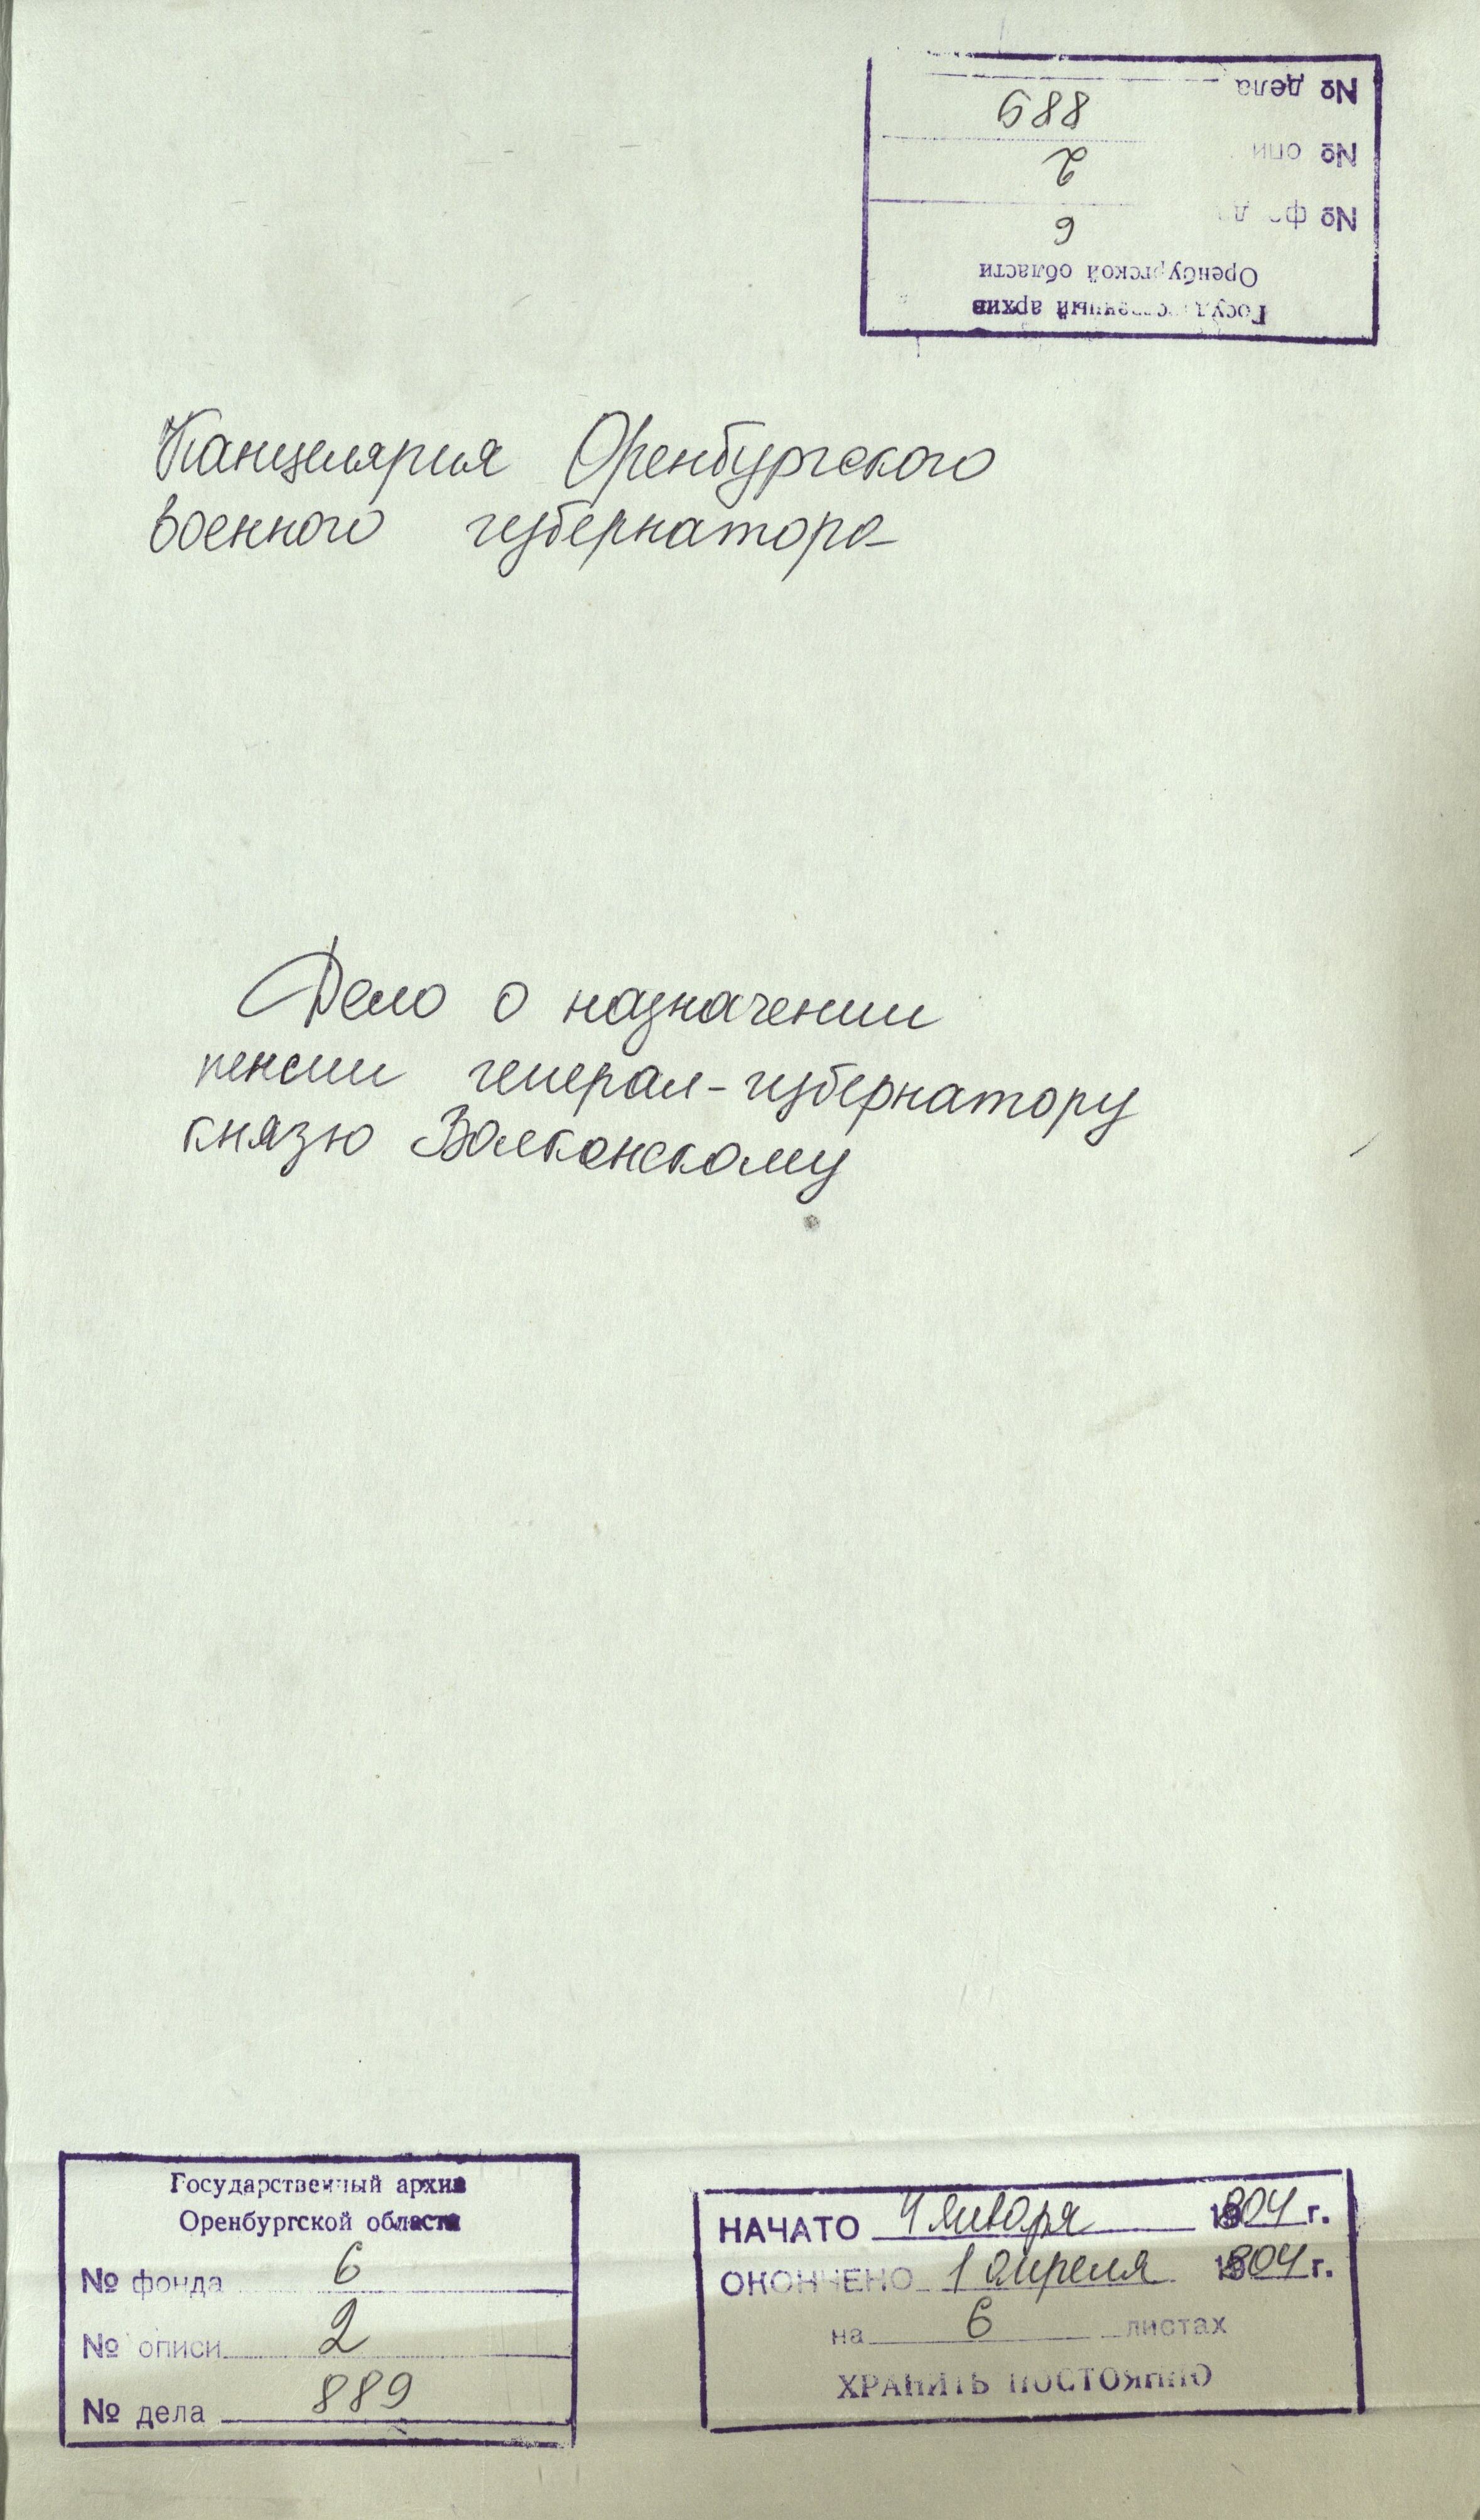 Государственный архив
Оренбургской области
№ фонда 6
№ описи 2
№ дела 889
Канцелярия Оренбургского
военного губернатора
Дело о назначении
пенсии генерал-губернатору
князю Волконскому
Государственный архив
Оренбургской области
№ фонда 6
№ описи 2
№ дела 889
НАЧАТО 4 января 1804 г.
ОКОНЧЕНО 1 апреля 1804 г.
на 6 листах
ХРАНИТЬ ПОСТОЯННО